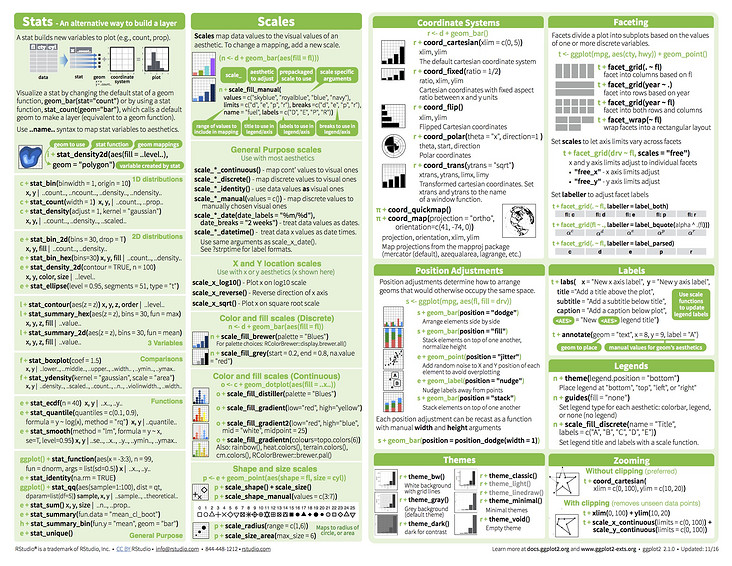 Stats - An alternative way to build a layer
A stat builds new variables to plot (e.g., count, prop).
fl cty cyl
+ =
data
stat
geom
coordinate system
plot
Visualize a stat by changing the default stat of a geom
function, geom_bar(stat="count") or by using a stat
function, stat_count(geom="bar"), which calls a default
geom to make a layer (equivalent to a geom function).
Use ..name.. syntax to map stat variables to aesthetics.
geom to use
stat function
geom mappings
i + stat_density2d(aes(fill = ..level..),
geom = "polygon")
variable created by stat
1D distributions
c + stat_bin(binwidth = 1, origin = 10)
x, y | ..count.., ..ncount.., ..density.., ..ndensity..
c + stat_count(width = 1) x, y, | ..count.., ..prop..
c + stat_density(adjust = 1, kernel = "gaussian")
x, y, | ..count.., ..density.., ..scaled..
2D distributions
e + stat_bin_2d(bins = 30, drop = T)
x, y, fill | ..count.., ..density..
e + stat_bin_hex(bins=30) x, y, fill | ..count.., ..density..
e + stat_density_2d(contour = TRUE, n = 100)
x, y, color, size | ..level..
e + stat_ellipse(level = 0.95, segments = 51, type = "t")
l + stat_contour(aes(z = z)) x, y, z, order | ..level..
l + stat_summary_hex(aes(z = z), bins = 30, fun = max)
x, y, z, fill | ..value..
l + stat_summary_2d(aes(z = z), bins = 30, fun = mean)
x, y, z, fill | ..value..
3 Variables
Comparisons
f + stat_boxplot(coef = 1.5)
x, y | ..lower.., ..middle.., ..upper.., ..width.. , ..ymin.., ..ymax..
f + stat_ydensity(kernel = "gaussian", scale = "area")
x, y | ..density.., ..scaled.., ..count.., ..n.., ..violinwidth.., ..width..
Functions
e + stat_ecdf(n = 40) x, y | ..x.., ..y..
e + stat_quantile(quantiles = c(0.1, 0.9),
formula = y ~ log(x), method = "rq") x, y | ..quantile..
e + stat_smooth(method = "lm", formula = y ~ x,
se=T, level=0.95) x, y | ..se.., ..x.., ..y.., ..ymin.., ..ymax..
ggplot() + stat_function(aes(x = -3:3), n = 99,
fun = dnorm, args = list(sd=0.5)) x | ..x.., ..y..
e + stat_identity(na.rm = TRUE)
ggplot() + stat_qq(aes(sample=1:100), dist = qt,
dparam=list(df=5)) sample, x, y | ..sample.., ..theoretical..
e + stat_sum() x, y, size | ..n.., ..prop..
e + stat_summary(fun.data = "mean_cl_boot")
h + stat_summary_bin(fun.y = "mean", geom = "bar")
e + stat_unique()
General Purpose
Scales
Scales map data values to the visual values of an
aesthetic. To change a mapping, add a new scale.
(n <- d + geom_bar(aes(fill = fl)))
scale_
aesthetic to adjust
prepackaged scale to use
scale specific arguments
n + scale_fill_manual(
values = c("skyblue", "royalblue", "blue", "navy"),
limits = c("d", "e", "p", "r"), breaks =c("d", "e", "p", "r"),
name = "fuel", labels = c("D", "E", "P", "R"))
range of values to include in mapping
title to use in legend/axis
labels to use in legend/axis
breaks to use in legend/axis
General Purpose scales
Use with most aesthetics
scale_*_continuous() - map cont' values to visual ones
scale_*_discrete() - map discrete values to visual ones
scale_*_identity() - use data values as visual ones
scale_*_manual(values = c()) - map discrete values to
manually chosen visual ones
scale_*_date(date_labels = "%m/%d"),
date_breaks = "2 weeks") - treat data values as dates.
scale_*_datetime() - treat data x values as date times.
Use same arguments as scale_x_date().
See ?strptime for label formats.
X and Y location scales
Use with x or y aesthetics (x shown here)
scale_x_log10() - Plot x on log10 scale
scale_x_reverse() - Reverse direction of x axis
scale_x_sqrt() - Plot x on square root scale
Color and fill scales (Discrete)
n <- d + geom_bar(aes(fill = fl))
n + scale_fill_brewer(palette = "Blues")
For palette choices: RColorBrewer::display.brewer.all()
n + scale_fill_grey(start = 0.2, end = 0.8, na.value
= "red")
Color and fill scales (Continuous)
o <- c + geom_dotplot(aes(fill = ..x..))
o + scale_fill_distiller(palette = "Blues")
o + scale_fill_gradient(low="red", high="yellow")
o + scale_fill_gradient2(low="red", high="blue",
mid = "white", midpoint = 25)
o + scale_fill_gradientn(colours=topo.colors(6))
Also: rainbow(), heat.colors(), terrain.colors(),
cm.colors(), RColorBrewer::brewer.pal()
Shape and size scales
p <- e + geom_point(aes(shape = fl, size = cyl))
p + scale_shape() + scale_size()
p + scale_shape_manual(values = c(3:7))
0 1 2 3 4 5 6 7 8 9 10 11 12 13 14 15 16 17 18 19 20 21 22 23 24 25
p + scale_radius(range = c(1,6))
p + scale_size_area(max_size = 6)
Maps to radius of circle, or area
Coordinate Systems
r <- d + geom_bar()
r + coord_cartesian(xlim = c(0, 5))
xlim, ylim
The default cartesian coordinate system
r + coord_fixed(ratio = 1/2)
ratio, xlim, ylim
Cartesian coordinates with fixed aspect
ratio between x and y units
r + coord_flip()
xlim, ylim
Flipped Cartesian coordinates
r + coord_polar(theta = "x", direction=1 )
theta, start, direction
Polar coordinates
r + coord_trans(ytrans = "sqrt")
xtrans, ytrans, limx, limy
Transformed cartesian coordinates. Set
xtrans and ytrans to the name
of a window function.
π + coord_quickmap()
π + coord_map(projection = "ortho",
orientation=c(41, -74, 0))
projection, orientation, xlim, ylim
Map projections from the mapproj package
(mercator (default), azequalarea, lagrange, etc.)
Position Adjustments
Position adjustments determine how to arrange
geoms that would otherwise occupy the same space.
s <- ggplot(mpg, aes(fl, fill = drv))
s + geom_bar(position = "dodge")
Arrange elements side by side
s + geom_bar(position = "fill")
Stack elements on top of one another,
normalize height
e + geom_point(position = "jitter")
Add random noise to X and Y position of each
element to avoid overplotting
e + geom_label(position = "nudge")
Nudge labels away from points
s + geom_bar(position = "stack")
Stack elements on top of one another
Each position adjustment can be recast as a function
with manual width and height arguments
s + geom_bar(position = position_dodge(width = 1))
Themes
r + theme_bw()
White background
with grid lines
r + theme_gray()
Grey background
(default theme)
r + theme_dark()
dark for contrast
r + theme_classic()
r + theme_light()
r + theme_linedraw()
r + theme_minimal()
Minimal themes
r + theme_void()
Empty theme
Faceting
Facets divide a plot into subplots based on the values
of one or more discrete variables.
t <- ggplot(mpg, aes(cty, hwy)) + geom_point()
t + facet_grid(. ~ fl)
facet into columns based on fl
t + facet_grid(year ~ .)
facet into rows based on year
t + facet_grid(year ~ fl)
facet into both rows and columns
t + facet_wrap(~ fl)
wrap facets into a rectangular layout
Set scales to let axis limits vary across facets
t + facet_grid(drv ~ fl, scales = "free")
x and y axis limits adjust to individual facets
• "free_x" - x axis limits adjust
• "free_y" - y axis limits adjust
Set labeller to adjust facet labels
t + facet_grid(. ~ fl, labeller = label_both)
fl: c fl: d fl: e fl: p fl: r
t + facet_grid(fl ~ ., labeller = label_bquote(alpha ^ .(fl)))
t + facet_grid(. ~ fl, labeller = label_parsed)
c d e p r
Labels
t + labs( x = "New x axis label", y = "New y axis label",
title ="Add a title above the plot",
subtitle = "Add a subtitle below title",
caption = "Add a caption below plot",
<AES> = "New <AES> legend title")
Use scale functions to update legend labels
t + annotate(geom = "text", x = 8, y = 9, label = "A")
geom to place
manual values for geom's aesthetics
Legends
n + theme(legend.position = "bottom")
Place legend at "bottom", "top", "left", or "right"
n + guides(fill = "none")
Set legend type for each aesthetic: colorbar, legend,
or none (no legend)
n + scale_fill_discrete(name = "Title",
labels = c("A", "B", "C", "D", "E"))
Set legend title and labels with a scale function.
Zooming
Without clipping (preferred)
t + coord_cartesian(
xlim = c(0, 100), ylim = c(10, 20))
With clipping (removes unseen data points)
t + xlim(0, 100) + ylim(10, 20)
t + scale_x_continuous(limits = c(0, 100)) +
scale_y_continuous(limits = c(0, 100))
RStudio® is a trademark of RStudio, Inc. • CC BY RStudio • info@rstudio.com • 844-448-1212 • rstudio.com
Learn more at docs.ggplot2.org and www.ggplot2-exts.org • ggplot2 2.1.0 • Updated: 11/16